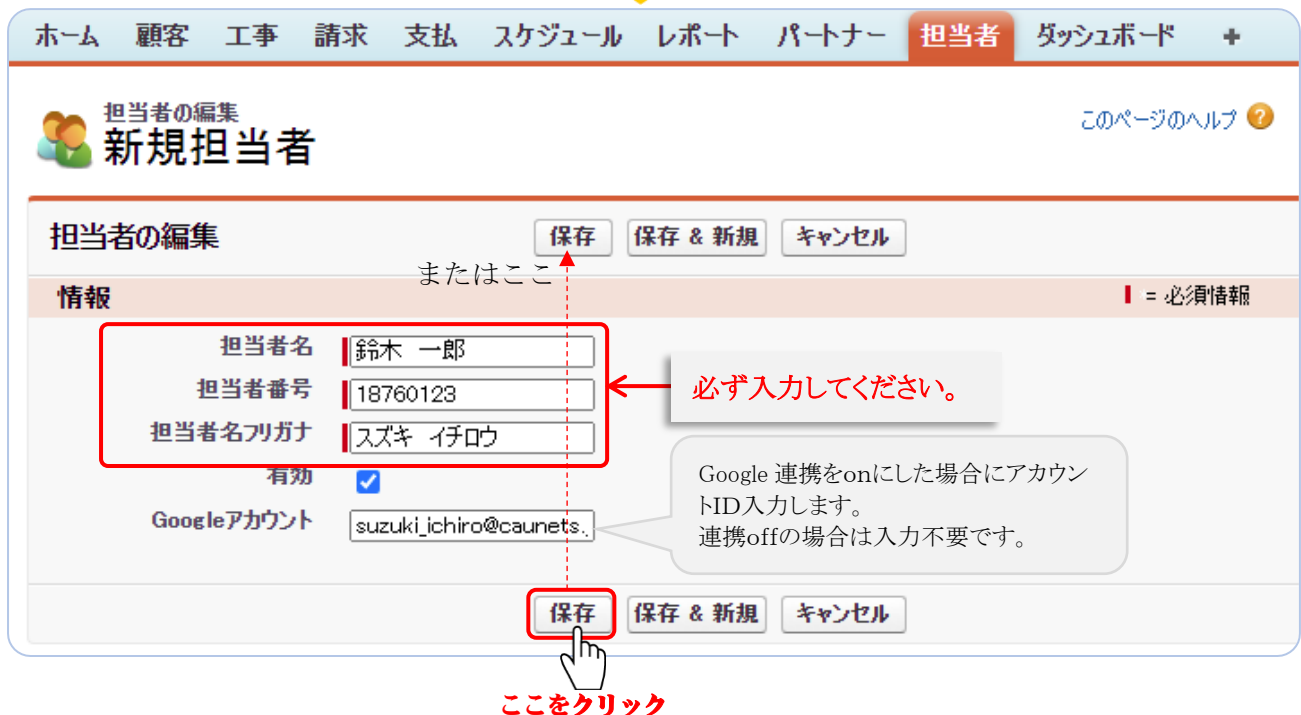 ホーム 顧客 工事 請求 支払 スケジュール レポート パートナー 担当者 ダッシュボード +
担当者の編集
新規担当者
このページのヘルプ ?
担当者の編集 保存 保存 & 新規 キャンセル
またはここ
情報 = 必須情報
担当者名 鈴木 一郎
担当者番号 18760123
担当者名フリガナ スズキ イチロウ
必ず入力してください。
有効
Googleアカウント suzuki_ichiro@caunets.
Google 連携をonにした場合にアカウン
トID入力します。
連携offの場合は入力不要です。
保存 保存 & 新規 キャンセル
ここをクリック